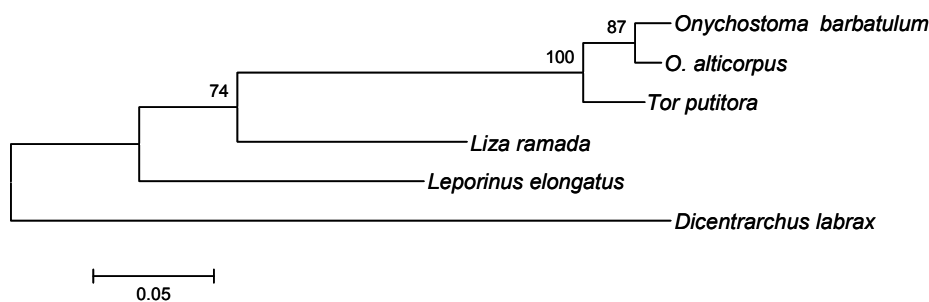 87
Onychostoma barbatulum
100
O. alticorpus
74
Tor putitora
Liza ramada
Leporinus elongatus
Dicentrarchus labrax
0.05